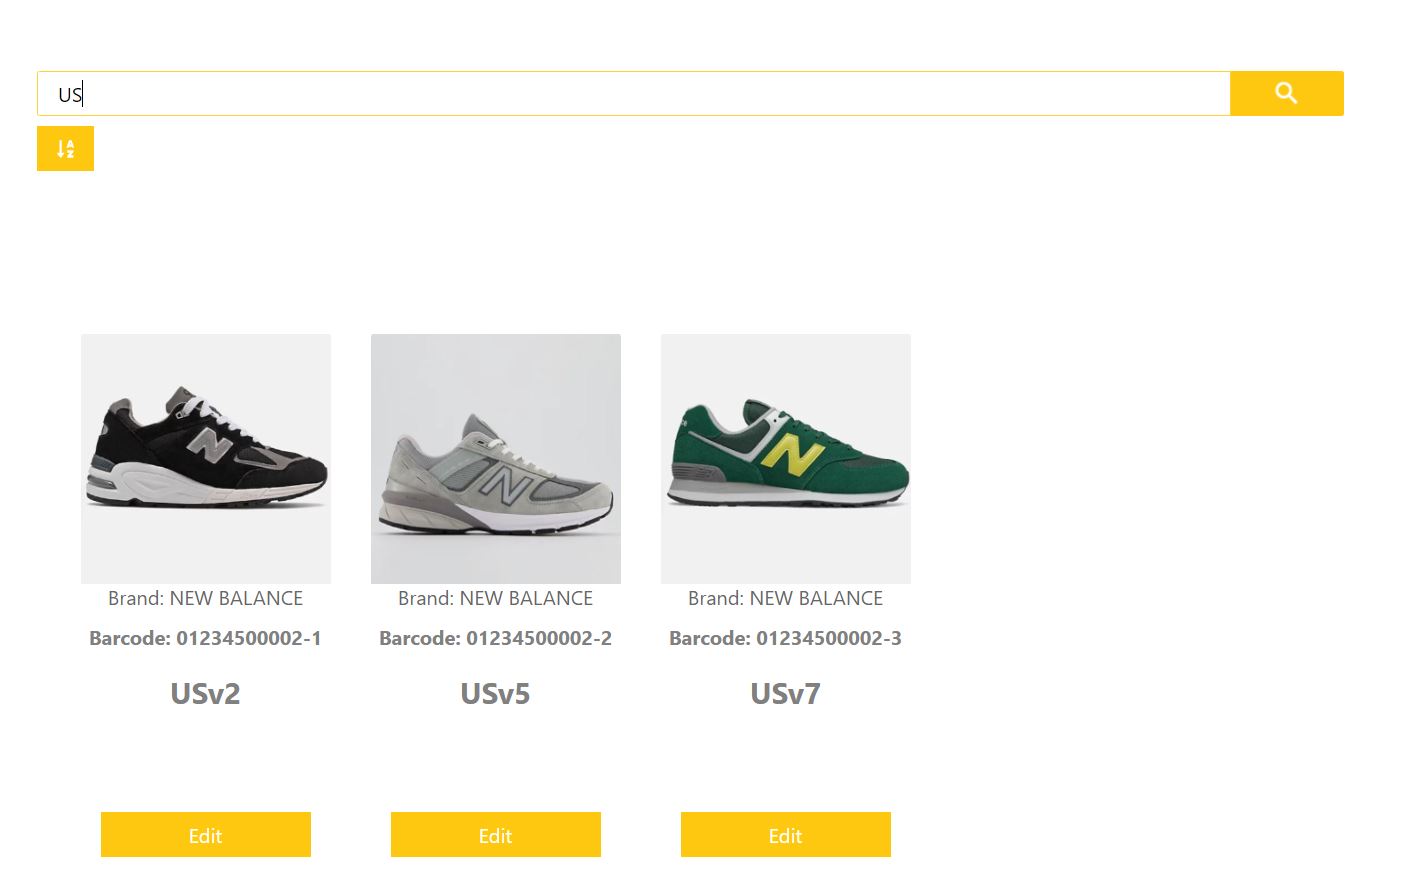 US
A
Z
Brand: NEW BALANCE
Barcode: 01234500002-1
USv2
Edit
Brand: NEW BALANCE
Barcode: 01234500002-2
USv5
Edit
Brand: NEW BALANCE
Barcode: 01234500002-3
USv7
Edit